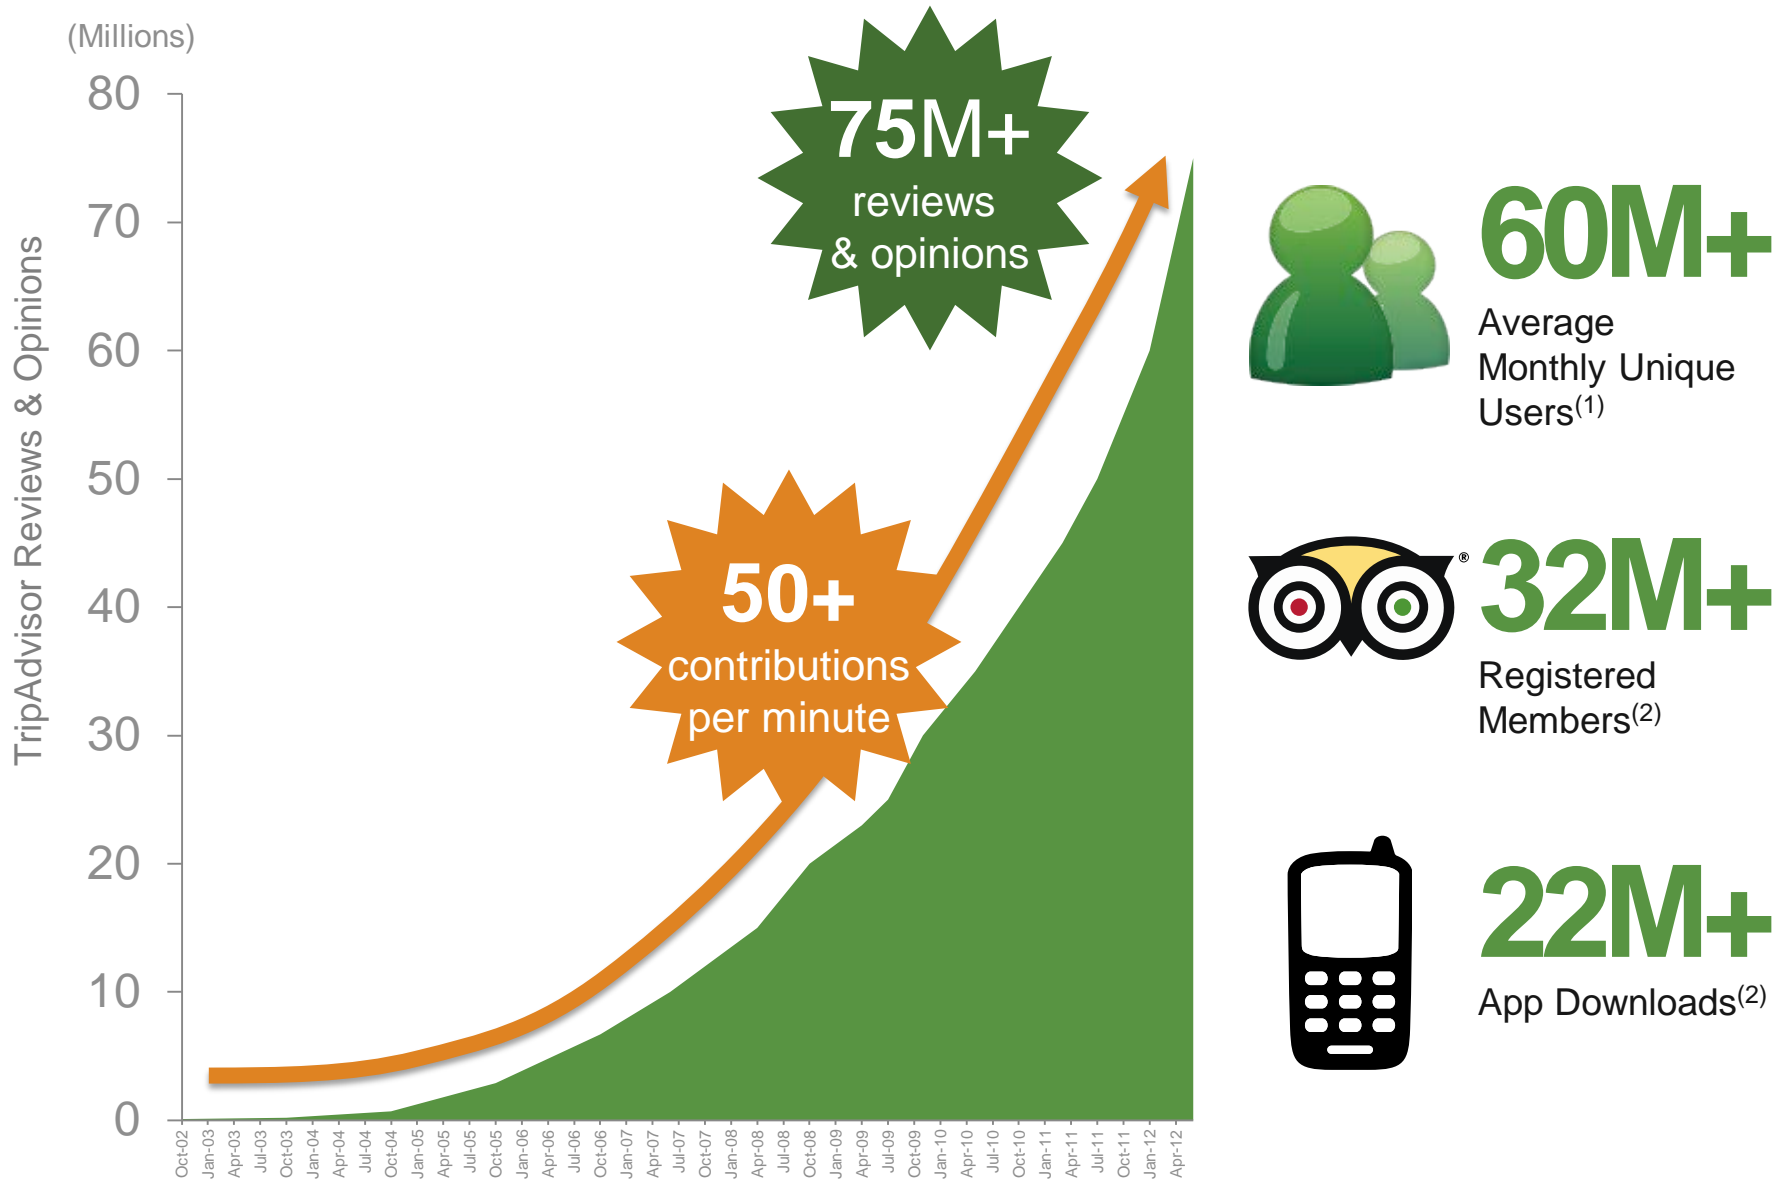 (Millions)
80
70
60
50
40
30
20
10
0
TripAdvisor Reviews & Opinions
75M+
reviews
& opinions
50+
contributions
per minute
Oct-02
Jan-03
Apr-03
Jul-03
Oct-03
Jan-04
Apr-04
Jul-04
Oct-04
Jan-05
Apr-05
Jul-05
Oct-05
Jan-06
Apr-06
Jul-06
Oct-06
Jan-07
Apr-07
Jul-07
Oct-07
Jan-08
Apr-08
Jul-08
Oct-08
Jan-09
Apr-09
Jul-09
Oct-09
Jan-10
Apr-10
Jul-10
Oct-10
Jan-11
Apr-11
Jul-11
Oct-11
Jan-12
Apr-12
60M+
Average
Monthly Unique
Users(1)
®
32M+
Registered
Members(2)
22M+
App Downloads(2)